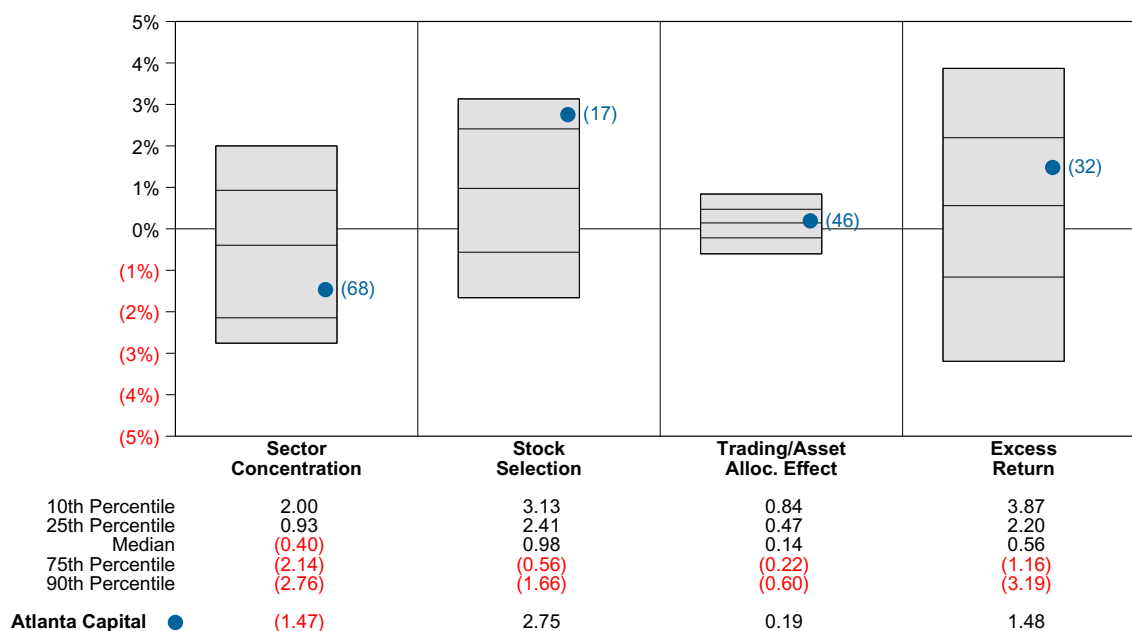 5%
4%
3%
2%
1%
0%
(1%)
(2%)
(3%)
(4%)
(5%)
(68)
(17)
(46)
(32)
Sector Concentration
Stock Selection
Trading/Asset Alloc. Effect
Excess Return
10th Percentile 2.00 3.13 0.84 3.87
25th Percentile 0.93 2.41 0.47 2.20
Median (0.40) 0.98 0.14 0.56
75th Percentile (2.14) (0.56) (0.22) (1.16)
90th Percentile (2.76) (1.66) (0.60) (3.19)
Atlanta Capital (1.47) 2.75 0.19 1.48